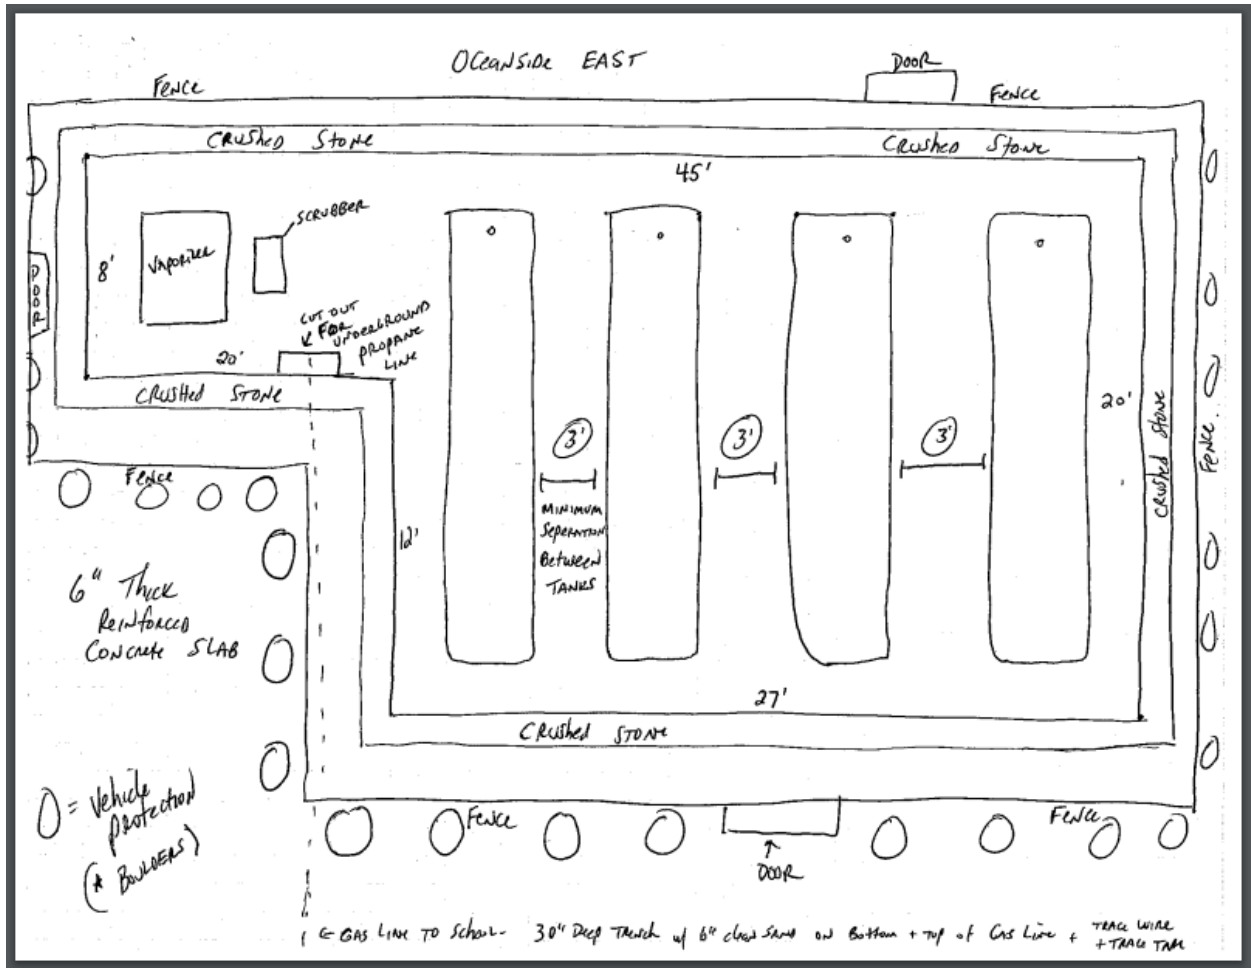 OCEANSIDE EAST
DOOR
FENCE
FENCE
CRUSHED STONE
CRUSHED STONE
45'
SCRUBBER
VAPORIZER
8'
DOOR
CUT OUT
FOR
UNDERGROUND
PROPANE
LINE
20'
CRUSHED STONE
20'
CRUSHED STONE
FENCE
3'
3'
3'
FENCE
MINIMUM
SEPERATION
BETWEEN
TANKS
12'
6" THICK
REINFORCED
CONCRETE SLAB
27'
CRUSHED STONE
O = VEHICLE
PROTECTION
(* BOULDERS)
FENCE
FENCE
DOOR
← GAS LINE TO SCHOOL - 30" DEEP TRENCH w/ 6" CLEAN SAND ON BOTTOM + TOP OF GAS LINE + TRACE WIRE
+ TRACE TAPE